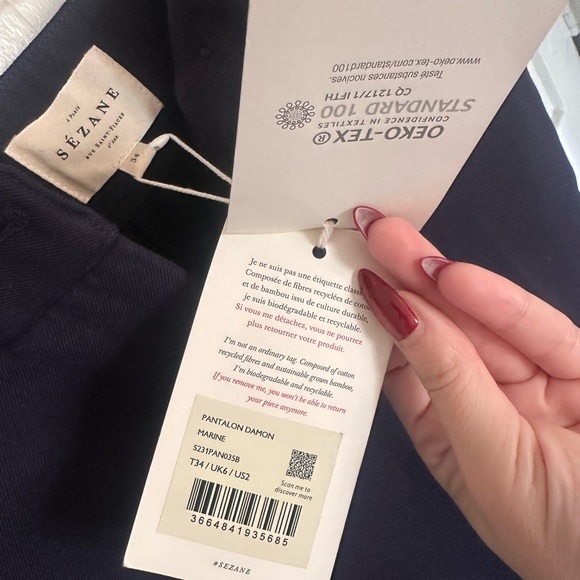 à Paris
SÉZANE
RUE SAINT-FIACRE
2ème
34
www.oeko-tex.com/standard100
Testé substances nocives.
CQ 1217/1 IFTH
STANDARD 100
CONFIDENCE IN TEXTILES
OEKO-TEX®
Je ne suis pas une étiquette
Composée de fibres recyclées de
et de bambou issu de culture durable,
je suis biodégradable et recyclable.
Si vous me détachez, vous ne pourrez
plus retourner votre produit.
I'm not an ordinary tag. Composed of cotton
recycled fibres and sustainable grown bamboo,
I'm biodegradable and recyclable.
If you remove me, you won't be able to return
your piece anymore.
PANTALON DAMON
MARINE
S231PAN035B
T34 / UK6 / US2
Scan me to
discover more
3664841935685
#SEZANE